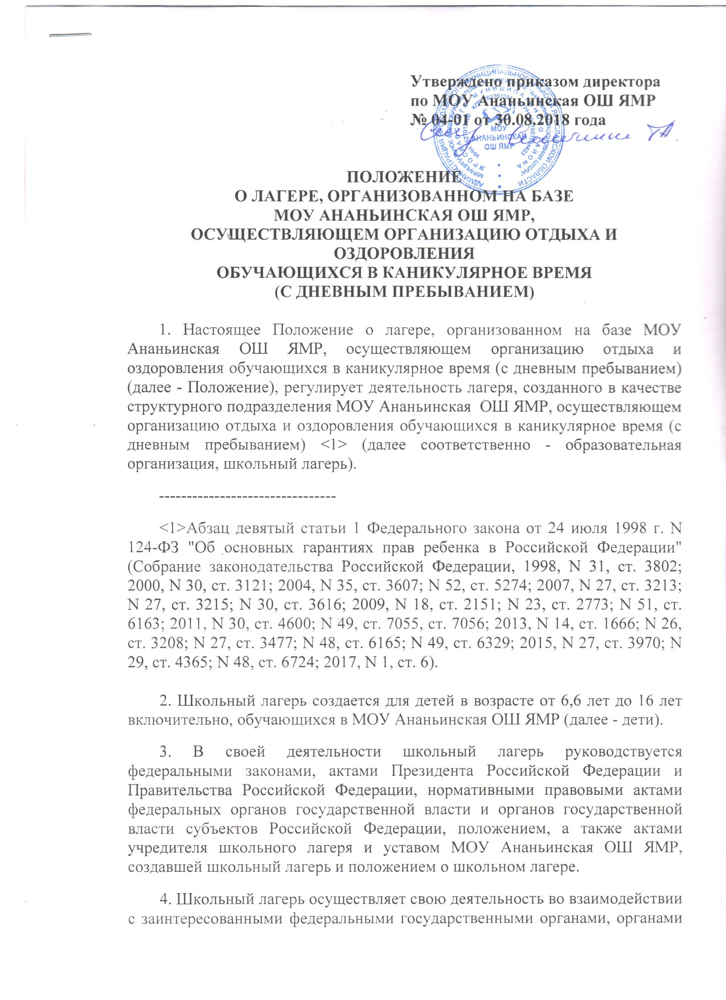 Утверждено приказом директора
по МОУ Ананьинская ОШ ЯМР
№ 04-01 от 30.08.2018 года
МОУ
АНАНЬИНСКАЯ
ОШ ЯМР
ПОЛОЖЕНИЕ
О ЛАГЕРЕ, ОРГАНИЗОВАННОМ НА БАЗЕ
МОУ АНАНЬИНСКАЯ ОШ ЯМР,
ОСУЩЕСТВЛЯЮЩЕМ ОРГАНИЗАЦИЮ ОТДЫХА И
ОЗДОРОВЛЕНИЯ
ОБУЧАЮЩИХСЯ В КАНИКУЛЯРНОЕ ВРЕМЯ
(С ДНЕВНЫМ ПРЕБЫВАНИЕМ)
1. Настоящее Положение о лагере, организованном на базе МОУ
Ананьинская ОШ ЯМР, осуществляющем организацию отдыха и
оздоровления обучающихся в каникулярное время (с дневным пребыванием)
(далее - Положение), регулирует деятельность лагеря, созданного в качестве
структурного подразделения МОУ Ананьинская ОШ ЯМР, осуществляющем
организацию отдыха и оздоровления обучающихся в каникулярное время (с
дневным пребыванием) <1> (далее соответственно - образовательная
организация, школьный лагерь).
--------------------------------
<1>Абзац девятый статьи 1 Федерального закона от 24 июля 1998 г. N
124-ФЗ "Об основных гарантиях прав ребенка в Российской Федерации"
(Собрание законодательства Российской Федерации, 1998, N 31, ст. 3802;
2000, N 30, ст. 3121; 2004, N 35, ст. 3607; N 52, ст. 5274; 2007, N 27, ст. 3213;
N 27, ст. 3215; N 30, ст. 3616; 2009, N 18, ст. 2151; N 23, ст. 2773; N 51, ст.
6163; 2011, N 30, ст. 4600; N 49, ст. 7055, ст. 7056; 2013, N 14, ст. 1666; N 26,
ст. 3208; N 27, ст. 3477; N 48, ст. 6165; N 49, ст. 6329; 2015, N 27, ст. 3970; N
29, ст. 4365; N 48, ст. 6724; 2017, N 1, ст. 6).
2. Школьный лагерь создается для детей в возрасте от 6,6 лет до 16 лет
включительно, обучающихся в МОУ Ананьинская ОШ ЯМР (далее - дети).
3. В своей деятельности школьный лагерь руководствуется
федеральными законами, актами Президента Российской Федерации и
Правительства Российской Федерации, нормативными правовыми актами
федеральных органов государственной власти и органов государственной
власти субъектов Российской Федерации, положением, а также актами
учредителя школьного лагеря и уставом МОУ Ананьинская ОШ ЯМР,
создавшей школьный лагерь и положением о школьном лагере.
4. Школьный лагерь осуществляет свою деятельность во взаимодействии
с заинтересованными федеральными государственными органами, органами